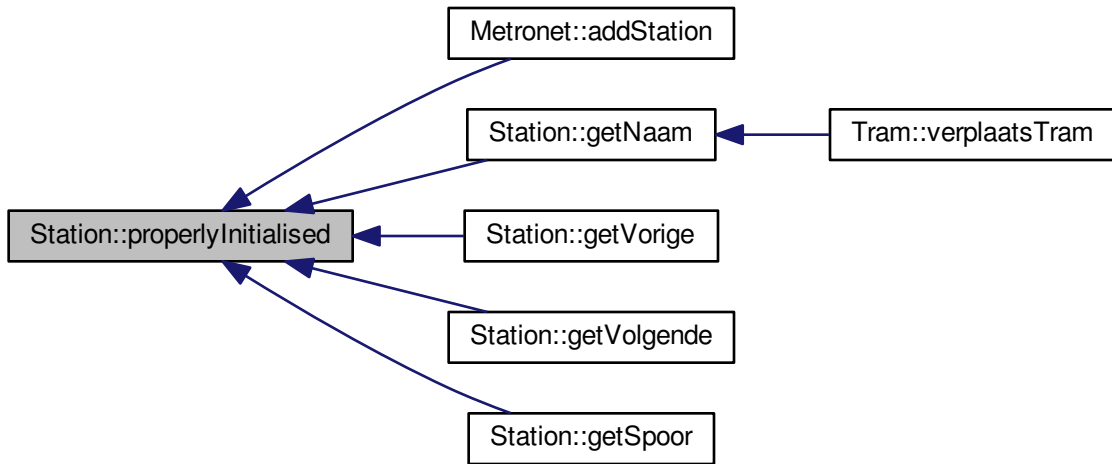 Metronet::addStation
Station::getNaam
Tram::verplaatsTram
Station::properlyInitialised
Station::getVorige
Station::getVolgende
Station::getSpoor